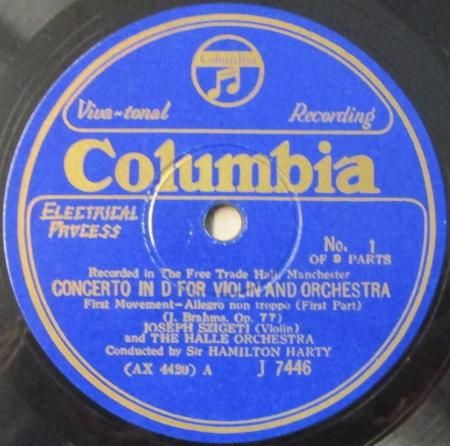 Columbia
Viva-tonal Recording
Columbia
ELECTRICAL
PROCESS
No. 1
OF 9 PARTS
Recorded in The Free Trade Hall, Manchester
CONCERTO IN D FOR VIOLIN AND ORCHESTRA
First Movement—Allegro non troppo (First Part)
(J. Brahms, Op. 77)
JOSEPH SZIGETI (Violin)
and THE HALLE ORCHESTRA
Conducted by Sir HAMILTON HARTY
(AX 4429) A J 7446